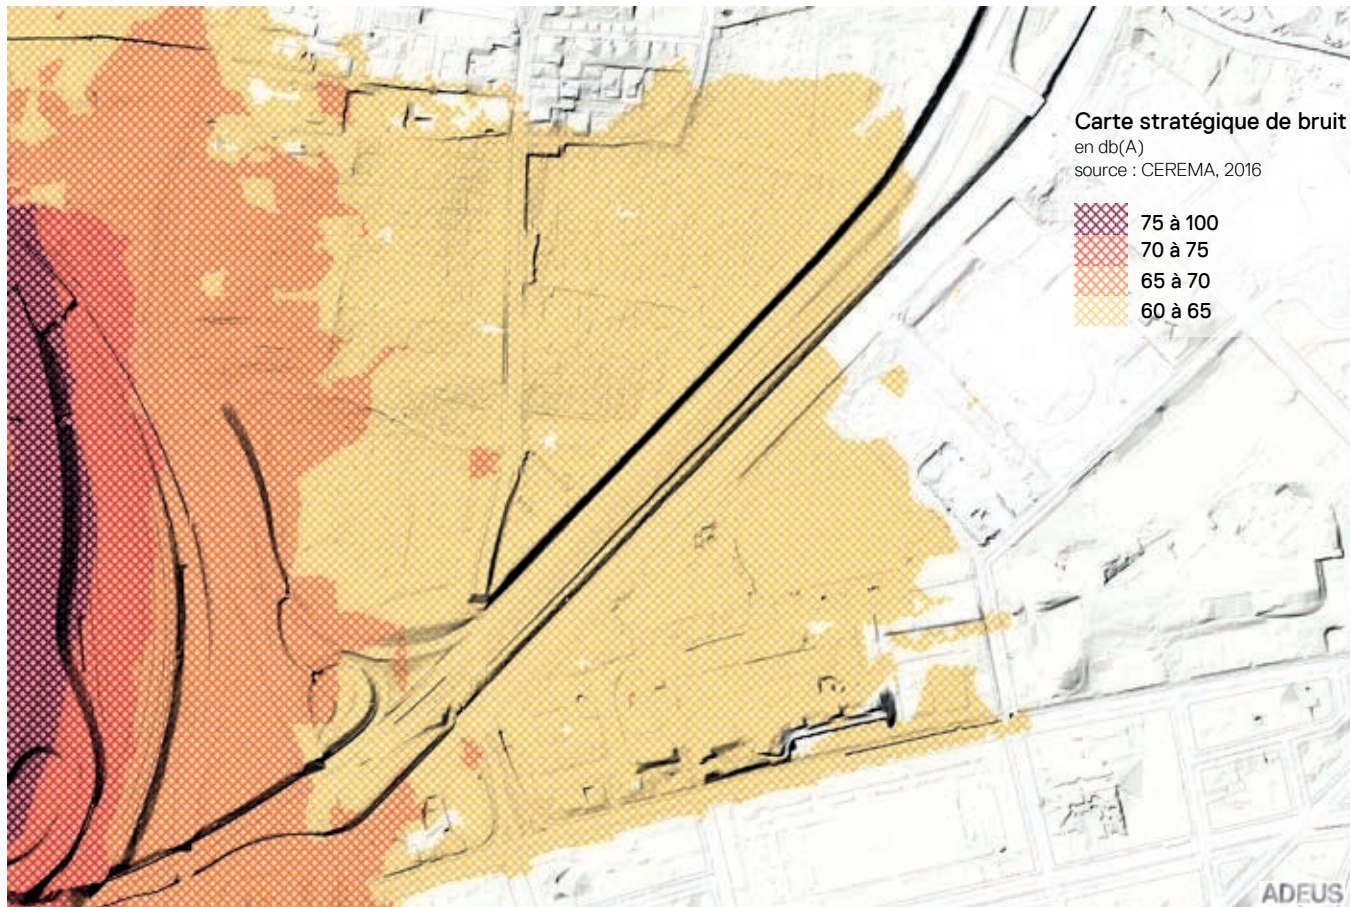 Carte stratégique de bruit
en db(A)
source : CEREMA, 2016
75 à 100
70 à 75
65 à 70
60 à 65
ADEUS